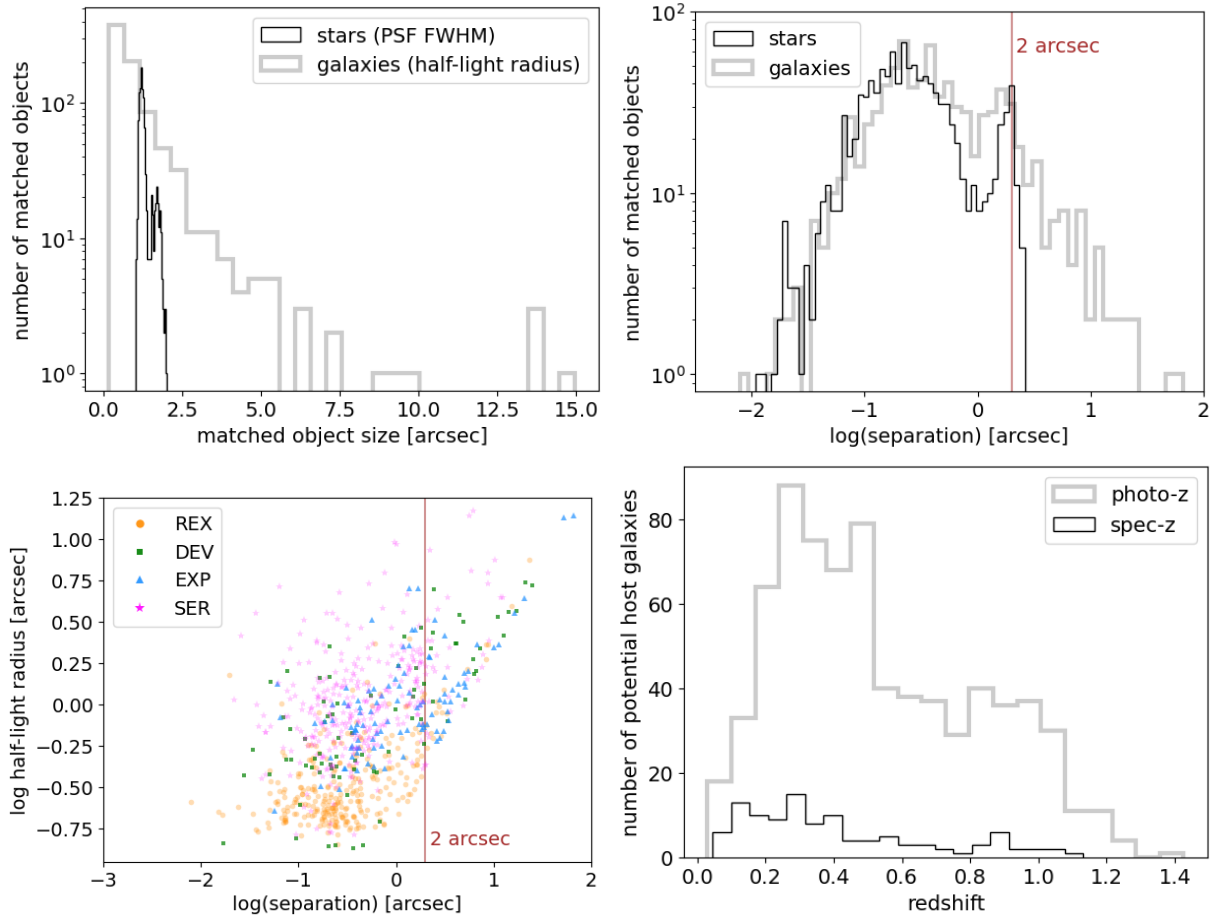 stars (PSF FWHM)
galaxies (half-light radius)
number of matched objects
10²
10¹
10⁰
0.0 2.5 5.0 7.5 10.0 12.5 15.0
matched object size [arcsec]
stars
galaxies
2 arcsec
number of matched objects
10²
10¹
10⁰
−2 −1 0 1 2
log(separation) [arcsec]
REX
DEV
EXP
SER
log half-light radius [arcsec]
1.25
1.00
0.75
0.50
0.25
0.00
−0.25
−0.50
−0.75
2 arcsec
−3 −2 −1 0 1 2
log(separation) [arcsec]
photo-z
spec-z
number of potential host galaxies
80
60
40
20
0
0.0 0.2 0.4 0.6 0.8 1.0 1.2 1.4
redshift